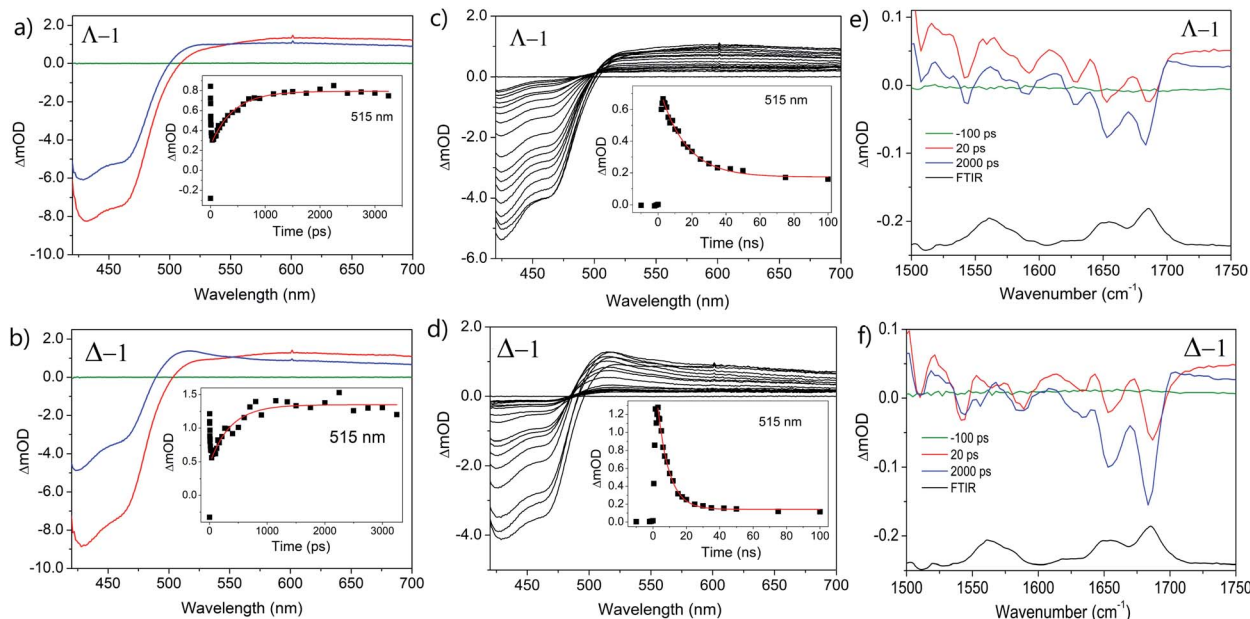 a)
Λ–1
2.0
0.0
-2.0
-4.0
-6.0
-8.0
-10.0
ΔmOD
450
500
550
600
650
700
Wavelength (nm)
515 nm
0.8
0.6
0.4
0.2
0.0
-0.2
ΔmOD
0
1000
2000
3000
Time (ps)
b)
Δ–1
2.0
0.0
-2.0
-4.0
-6.0
-8.0
-10.0
ΔmOD
450
500
550
600
650
700
Wavelength (nm)
515 nm
1.5
1.0
0.5
0.0
ΔmOD
0
1000
2000
3000
Time (ps)
c)
Λ–1
2.0
0.0
-2.0
-4.0
-6.0
ΔmOD
450
500
550
600
650
700
Wavelength (nm)
515 nm
0.6
0.4
0.2
0.0
ΔmOD
0
20
40
60
80
100
Time (ns)
d)
Δ–1
2.0
0.0
-2.0
-4.0
ΔmOD
450
500
550
600
650
700
Wavelength (nm)
515 nm
1.2
1.0
0.8
0.6
0.4
0.2
0.0
ΔmOD
0
20
40
60
80
100
Time (ns)
e)
Λ–1
0.1
0.0
-0.1
-0.2
ΔmOD
-100 ps
20 ps
2000 ps
FTIR
1500
1550
1600
1650
1700
1750
Wavenumber (cm⁻¹)
f)
Δ–1
0.1
0.0
-0.1
-0.2
ΔmOD
-100 ps
20 ps
2000 ps
FTIR
1500
1550
1600
1650
1700
1750
Wavenumber (cm⁻¹)